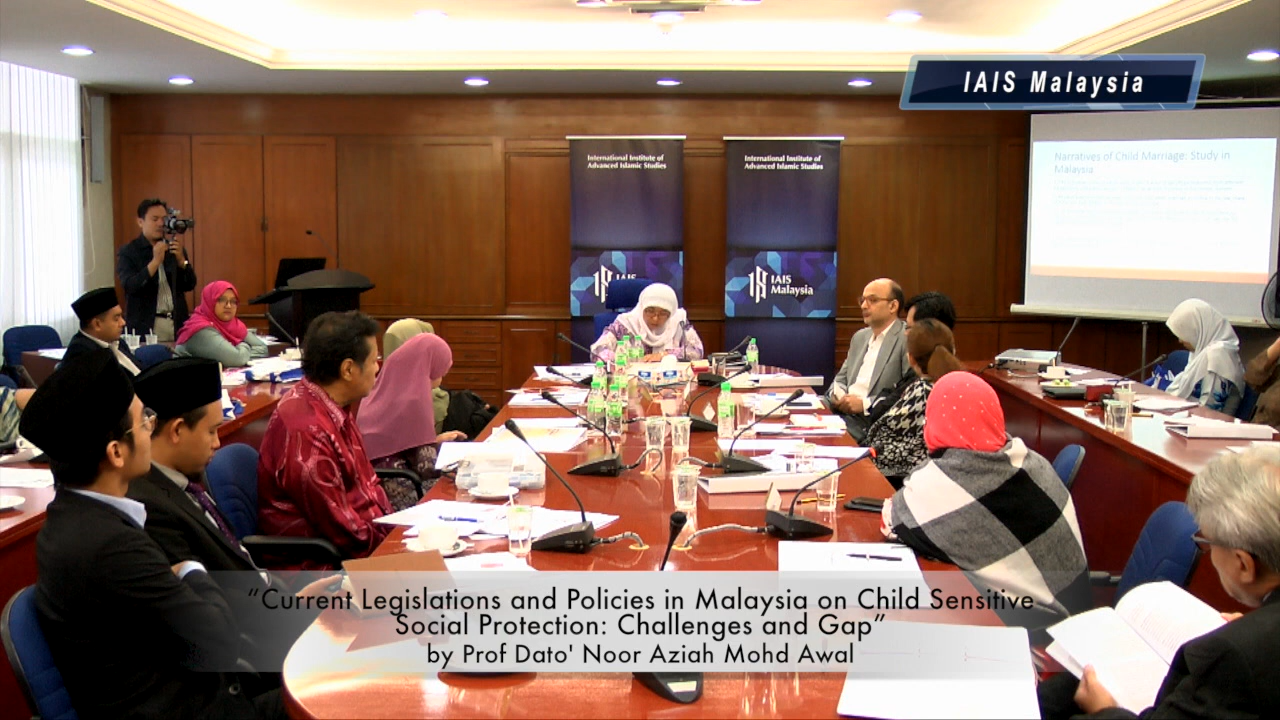 IAIS Malaysia
International Institute of
Advanced Islamic Studies
International Institute of
Advanced Islamic Studies
Narratives of Child Marriage: Study in
Malaysia
IAIS
IAIS
Malaysia
“Current Legislations and Policies in Malaysia on Child Sensitive
Social Protection: Challenges and Gap”
by Prof Dato' Noor Aziah Mohd Awal